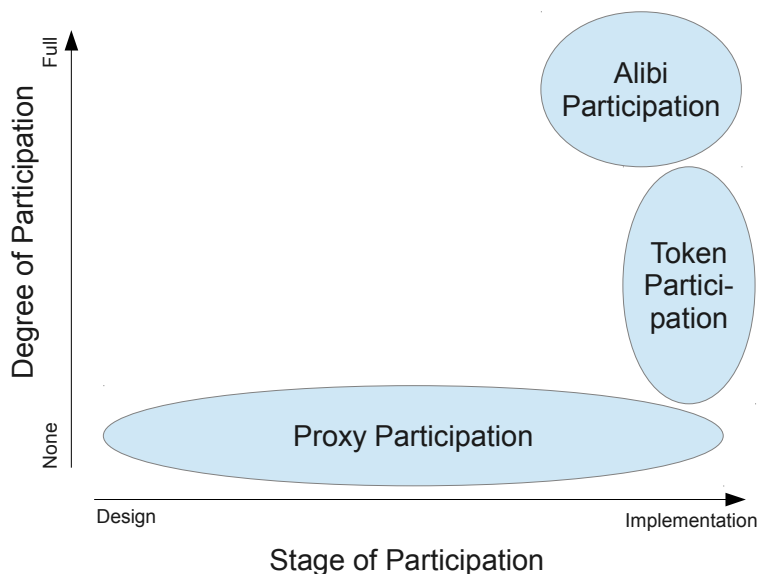 Full
Alibi
Participation
Degree of Participation
Token
Partici-
pation
Proxy Participation
None
Design
Implementation
Stage of Participation